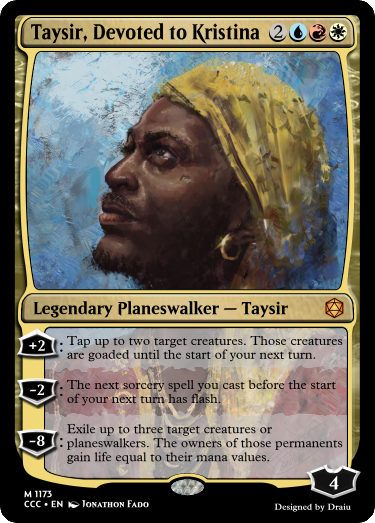 Taysir, Devoted to Kristina 2
Legendary Planeswalker — Taysir
+2: Tap up to two target creatures. Those creatures
are goaded until the start of your next turn.
-2: The next sorcery spell you cast before the start
of your next turn has flash.
-8: Exile up to three target creatures or
planeswalkers. The owners of those permanents
gain life equal to their mana values.
4
M 1173
CCC • EN Jonathon Fado
Designed by Draiu